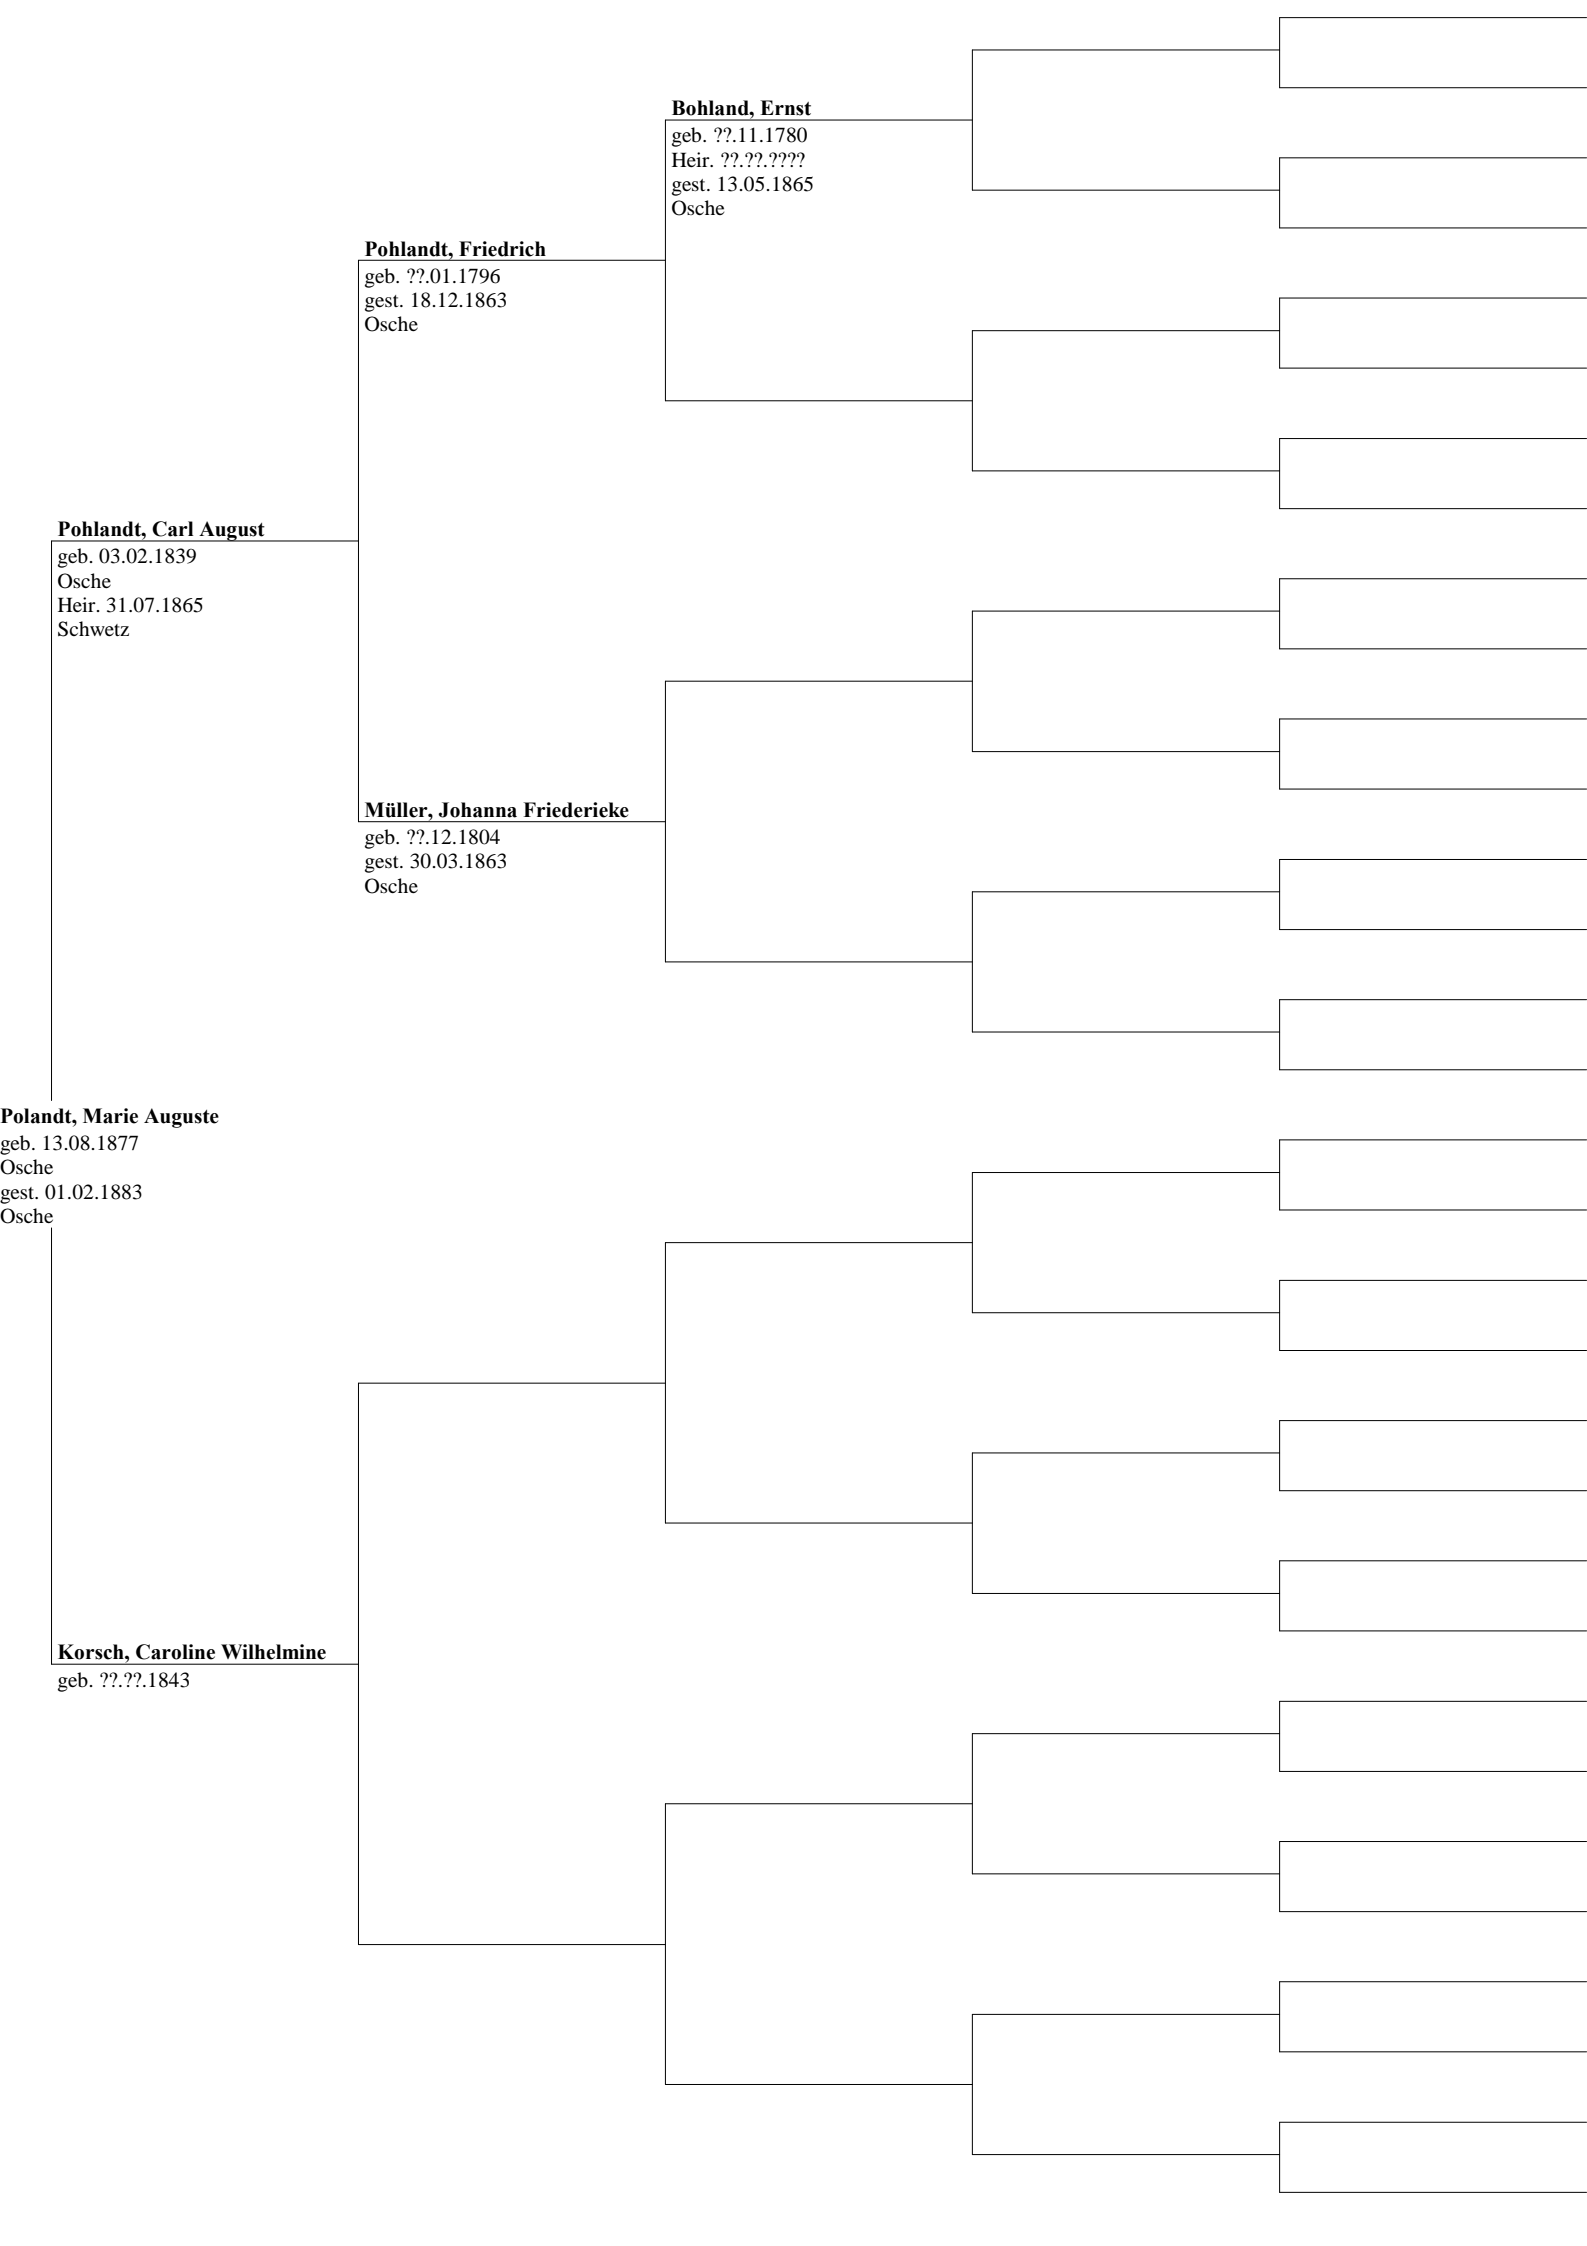 Bohland, Ernst
geb. ??.11.1780
Heir. ??.??.????
gest. 13.05.1865
Osche
Pohlandt, Friedrich
geb. ??.01.1796
gest. 18.12.1863
Osche
Pohlandt, Carl August
geb. 03.02.1839
Osche
Heir. 31.07.1865
Schwetz
Müller, Johanna Friederieke
geb. ??.12.1804
gest. 30.03.1863
Osche
Polandt, Marie Auguste
geb. 13.08.1877
Osche
gest. 01.02.1883
Osche
Korsch, Caroline Wilhelmine
geb. ??.??.1843